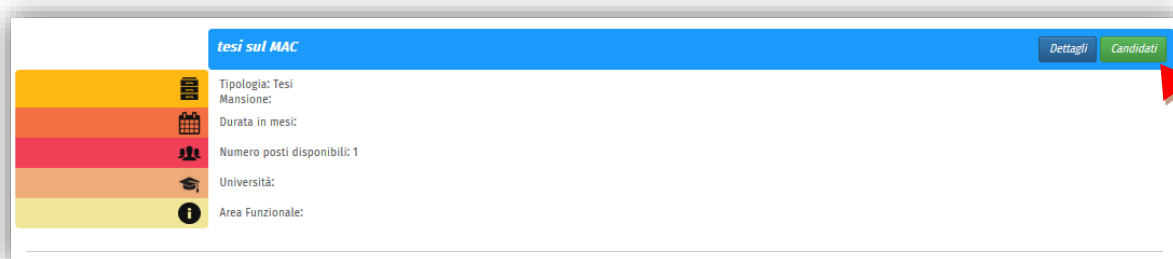 tesi sul MAC
Dettagli
Candidati
Tipologia: Tesi
Mansione:
Durata in mesi:
Numero posti disponibili: 1
Università:
Area Funzionale: